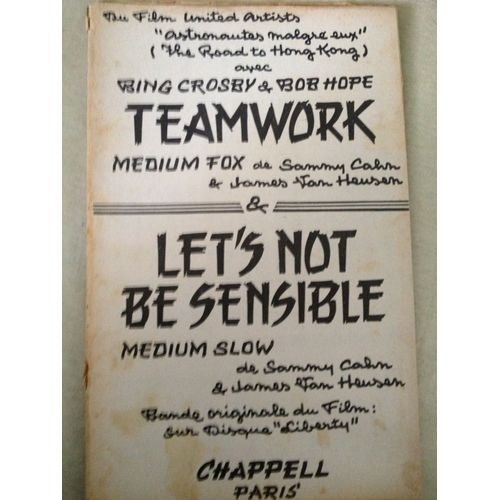 Du Film United Artists
"Astronautes malgré eux"
(The Road to Hong Kong)
avec
BING CROSBY & BOB HOPE
TEAMWORK
MEDIUM FOX de Sammy Cahn
& James Van Heusen
&
LET'S NOT
BE SENSIBLE
MEDIUM SLOW
de Sammy Cahn
& James Van Heusen
Bande originale du Film:
Sur Disque "Liberty"
CHAPPELL
PARIS